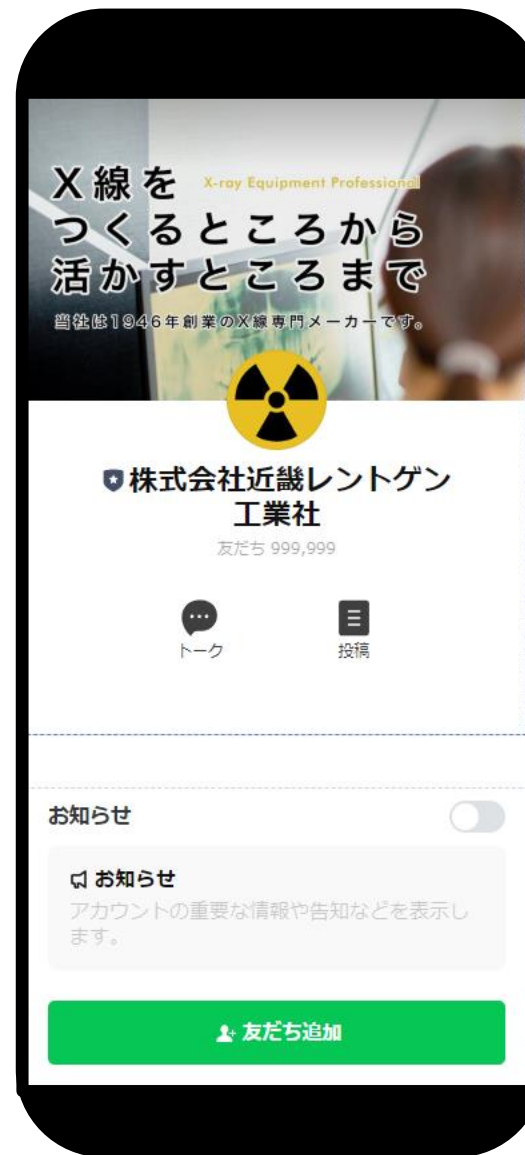 X線を
X-ray Equipment Professional
つくるところから
活かすところまで
当社は1946年創業のX線専門メーカーです。
株式会社近畿レントゲン
工業社
友だち 999,999
トーク
投稿
お知らせ
お知らせ
アカウントの重要な情報や告知などを表示し
ます。
友だち追加